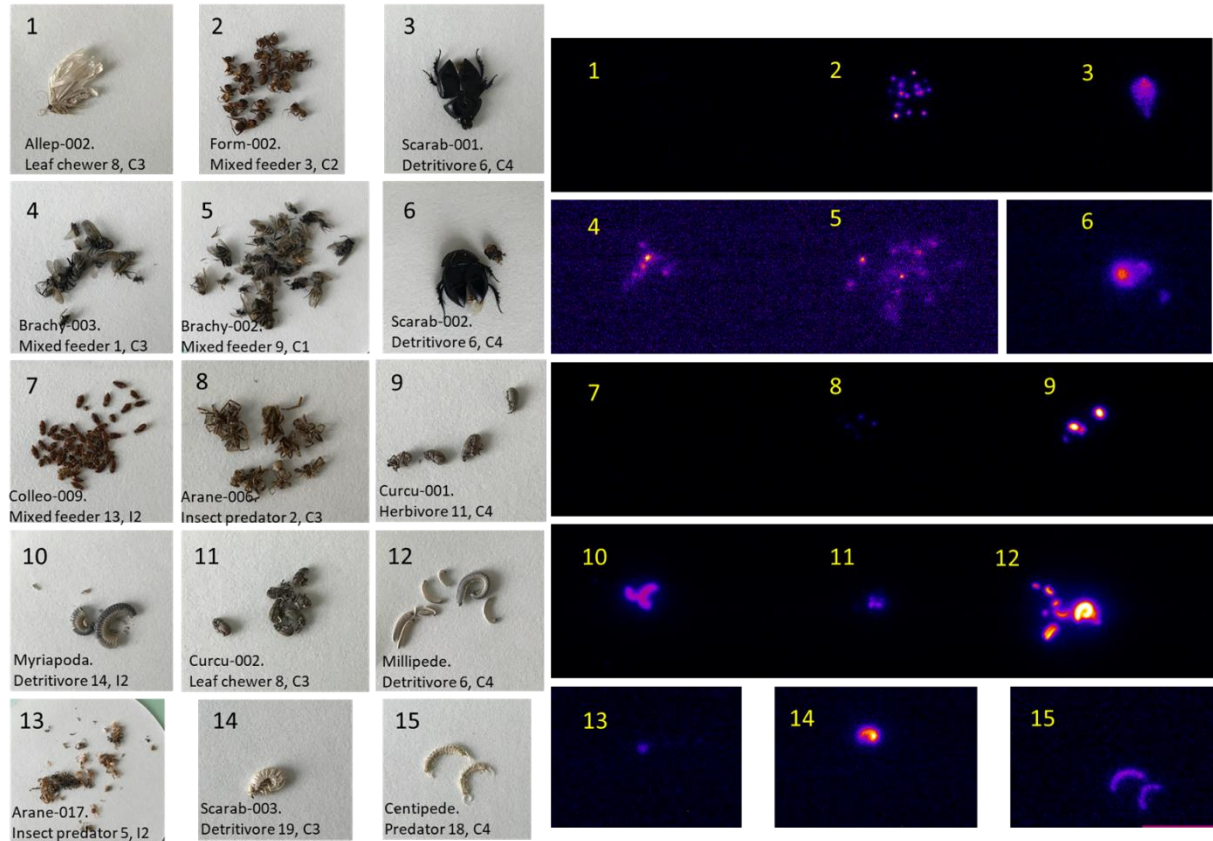 1
Allep-002.
Leaf chewer 8, C3
2
Form-002.
Mixed feeder 3, C2
3
Scarab-001.
Detritivore 6, C4
1
2
3
4
Brachy-003.
Mixed feeder 1, C3
5
Brachy-002.
Mixed feeder 9, C1
6
Scarab-002.
Detritivore 6, C4
4
5
6
7
Colleo-009.
Mixed feeder 13, I2
8
Arane-006.
Insect predator 2, C3
9
Curcu-001.
Herbivore 11, C4
7
8
9
10
Myriapoda.
Detritivore 14, I2
11
Curcu-002.
Leaf chewer 8, C3
12
Millipede.
Detritivore 6, C4
10
11
12
13
Arane-017.
Insect predator 5, I2
14
Scarab-003.
Detritivore 19, C3
15
Centipede.
Predator 18, C4
13
14
15